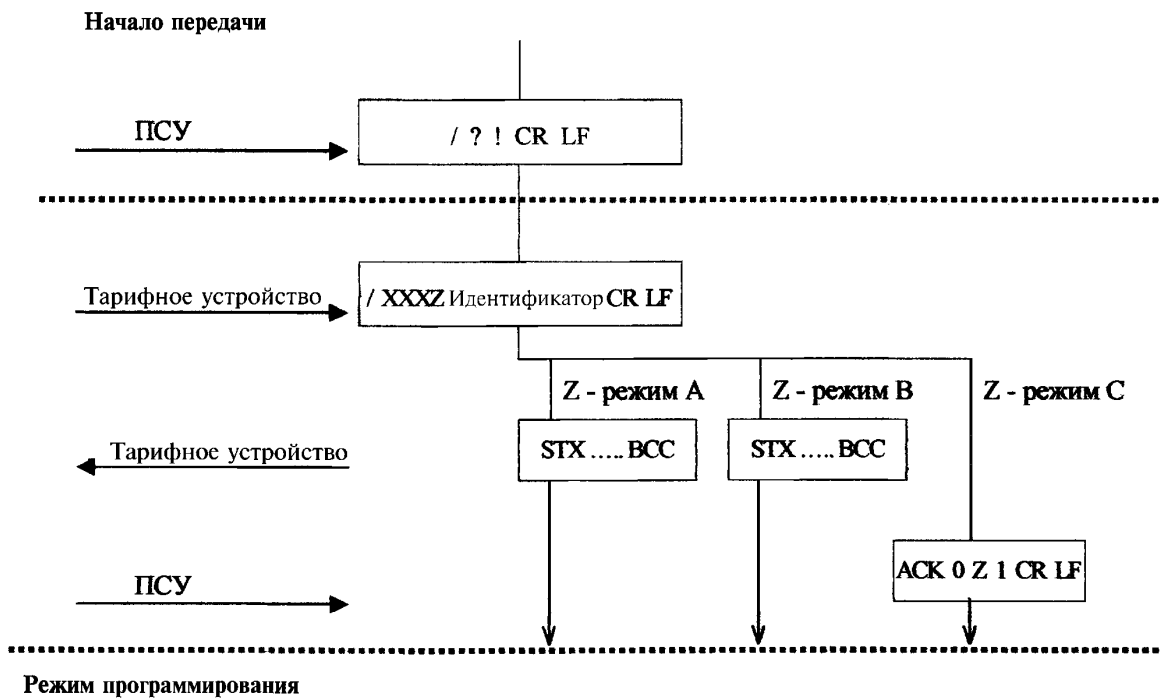 Начало передачи
ПСУ
/ ? ! CR LF
Тарифное устройство
/ XXXZ Идентификатор CR LF
Z - режим A
Z - режим B
Z - режим C
Тарифное устройство
STX ..... BCC
STX ..... BCC
ПСУ
ACK 0 Z 1 CR LF
Режим программирования